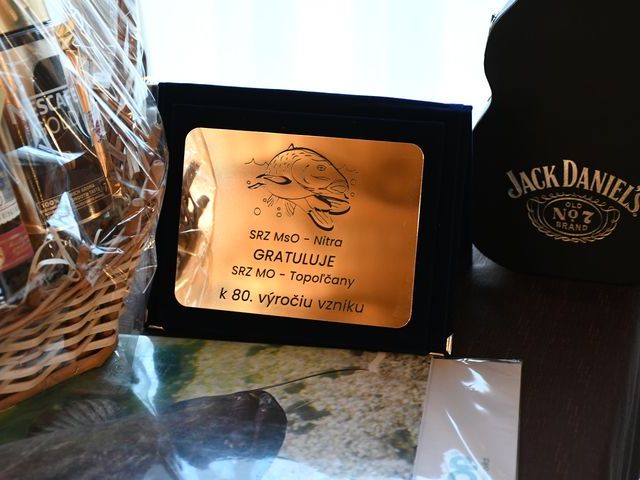 SRZ MsO - Nitra
GRATULUJE
SRZ MO - Topoľčany
k 80. výročiu vzniku
JACK DANIEL'S
OLD
No. 7
BRAND